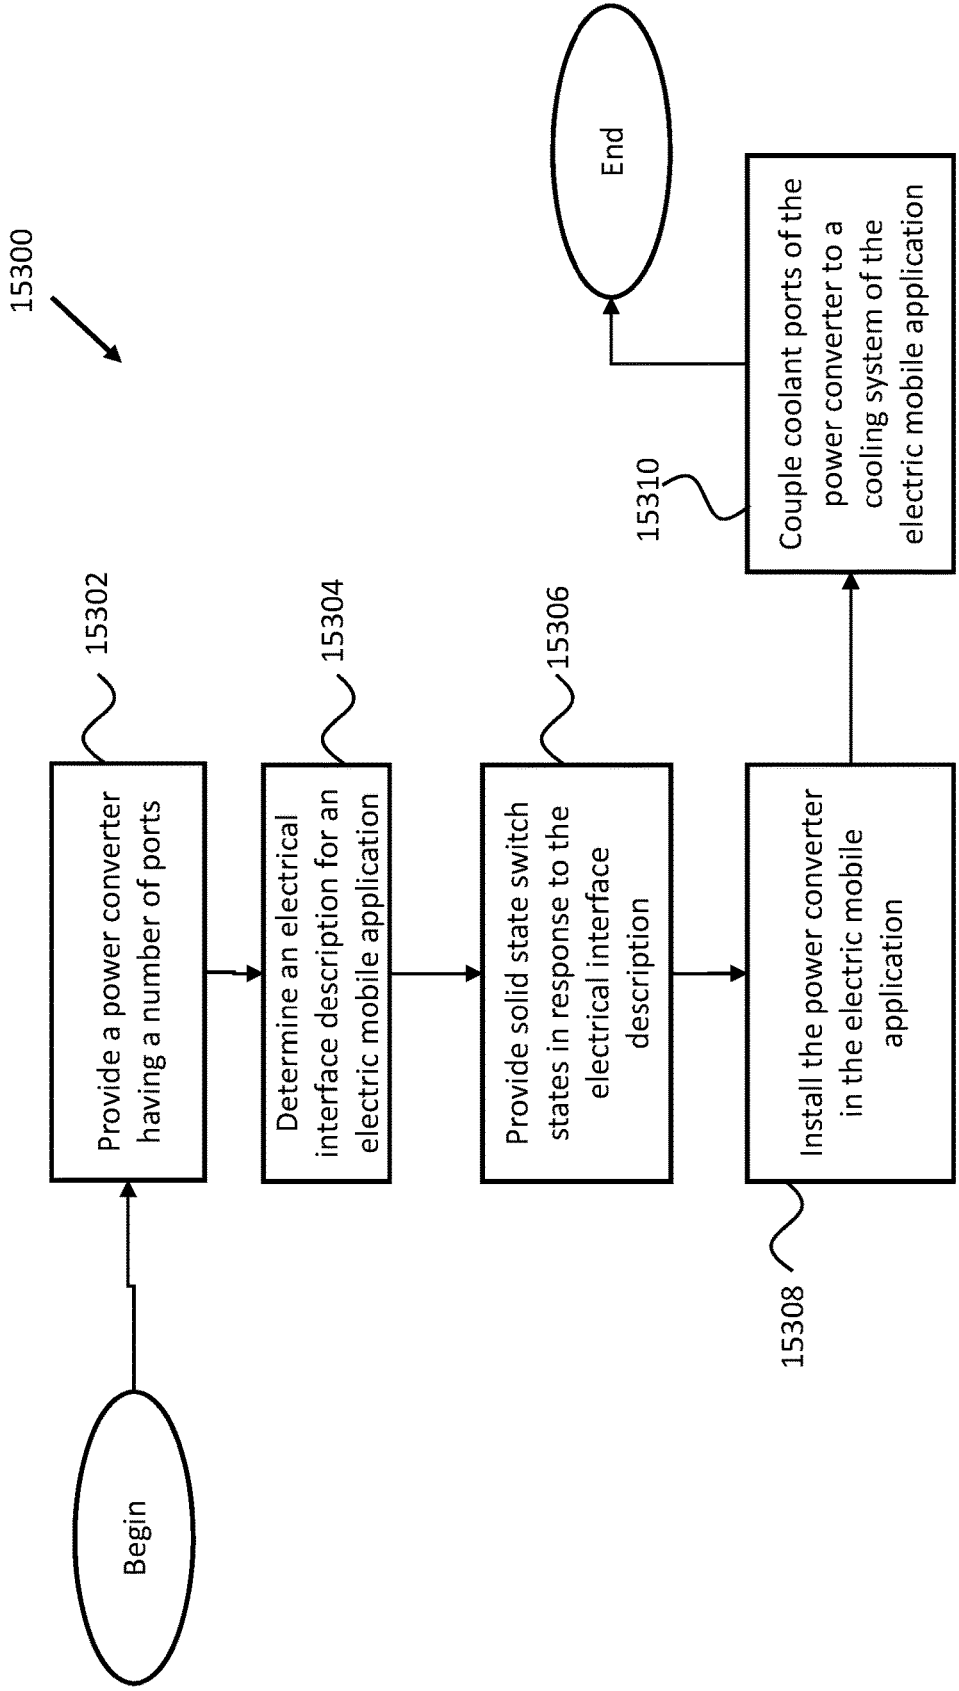 15300
Begin
Provide a power converter
having a number of ports
15302
Determine an electrical
interface description for an
electric mobile application
15304
Provide solid state switch
states in response to the
electrical interface
description
15306
Install the power converter
in the electric mobile
application
15308
Couple coolant ports of the
power converter to a
cooling system of the
electric mobile application
15310
End